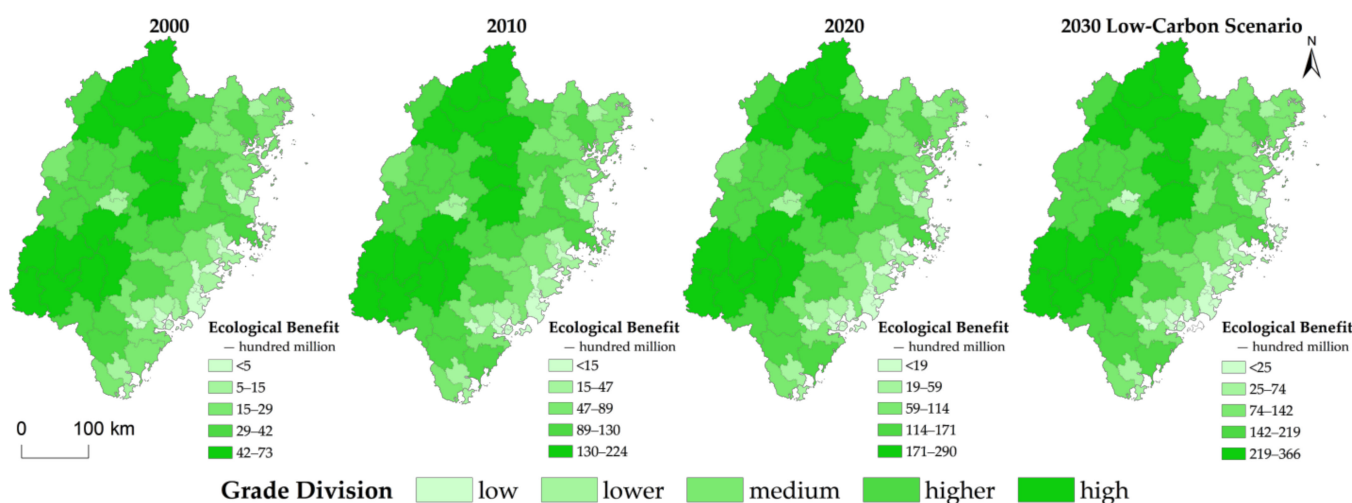 2000
2010
2020
2030 Low-Carbon Scenario
N
Ecological Benefit
— hundred million
<5
5–15
15–29
29–42
42–73
Ecological Benefit
— hundred million
<15
15–47
47–89
89–130
130–224
Ecological Benefit
— hundred million
<19
19–59
59–114
114–171
171–290
Ecological Benefit
— hundred million
<25
25–74
74–142
142–219
219–366
0 100 km
Grade Division low lower medium higher high